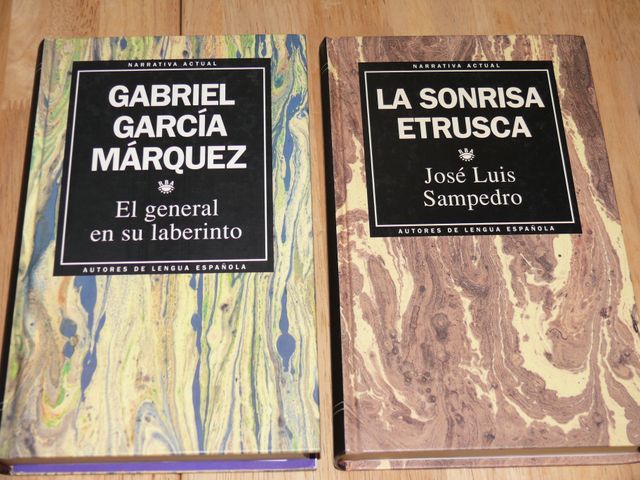 NARRATIVA ACTUAL
GABRIEL
GARCÍA
MÁRQUEZ
El general
en su laberinto
AUTORES DE LENGUA ESPAÑOLA
NARRATIVA ACTUAL
LA SONRISA
ETRUSCA
José Luis
Sampedro
AUTORES DE LENGUA ESPAÑOLA